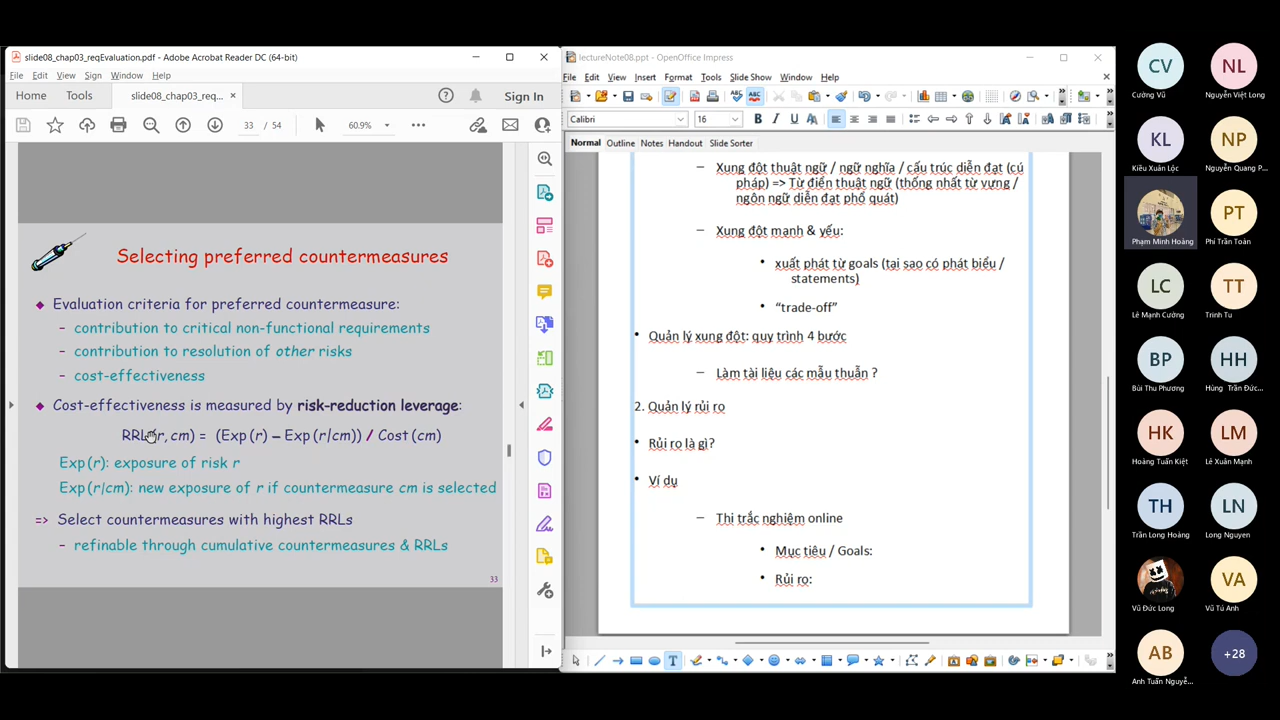 slide08_chap03_reqEvaluation.pdf - Adobe Acrobat Reader DC (64-bit)
File Edit View Sign Window Help
Home Tools slide08_chap03_req... × Sign In
33 / 54 60.9%
Selecting preferred countermeasures
Evaluation criteria for preferred countermeasure:
– contribution to critical non-functional requirements
– contribution to resolution of other risks
– cost-effectiveness
Cost-effectiveness is measured by risk-reduction leverage:
RRL (r, cm) = (Exp (r) – Exp (r/cm)) / Cost (cm)
Exp (r): exposure of risk r
Exp (r/cm): new exposure of r if countermeasure cm is selected
=> Select countermeasures with highest RRLs
– refinable through cumulative countermeasures & RRLs
33
lectureNote08.ppt - OpenOffice Impress
File Edit View Insert Format Tools Slide Show Window Help
Calibri 16 B I U S
Normal Outline Notes Handout Slide Sorter
– Xung đột thuật ngữ / ngữ nghĩa / cấu trúc diễn đạt (cú
pháp) => Từ điển thuật ngữ (thống nhất từ vựng /
ngôn ngữ diễn đạt phổ quát)
– Xung đột mạnh & yếu:
• xuất phát từ goals (tại sao có phát biểu /
statements)
• “trade-off”
• Quản lý xung đột: quy trình 4 bước
– Làm tài liệu các mẫu thuẫn ?
2. Quản lý rủi ro
• Rủi ro là gì?
• Ví dụ
– Thi trắc nghiệm online
• Mục tiêu / Goals:
• Rủi ro:
CV NL
Cường Vũ Nguyễn Việt Long
KL NP
Kiều Xuân Lộc Nguyễn Quang P...
PT
Phạm Minh Hoàng Phí Trần Toàn
LC TT
Lê Mạnh Cường Trinh Tu
BP HH
Bùi Thu Phương Hùng Trần Đức...
HK LM
Hoàng Tuấn Kiệt Lê Xuân Mạnh
TH LN
Trần Long Hoàng Long Nguyen
VA
Vũ Đức Long Vũ Tú Anh
AB +28
Anh Tuấn Nguyễ...